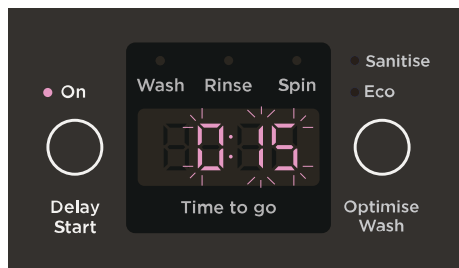 Sanitise
Wash Rinse Spin
On
Eco
0:15
Delay
Start
Time to go
Optimise
Wash